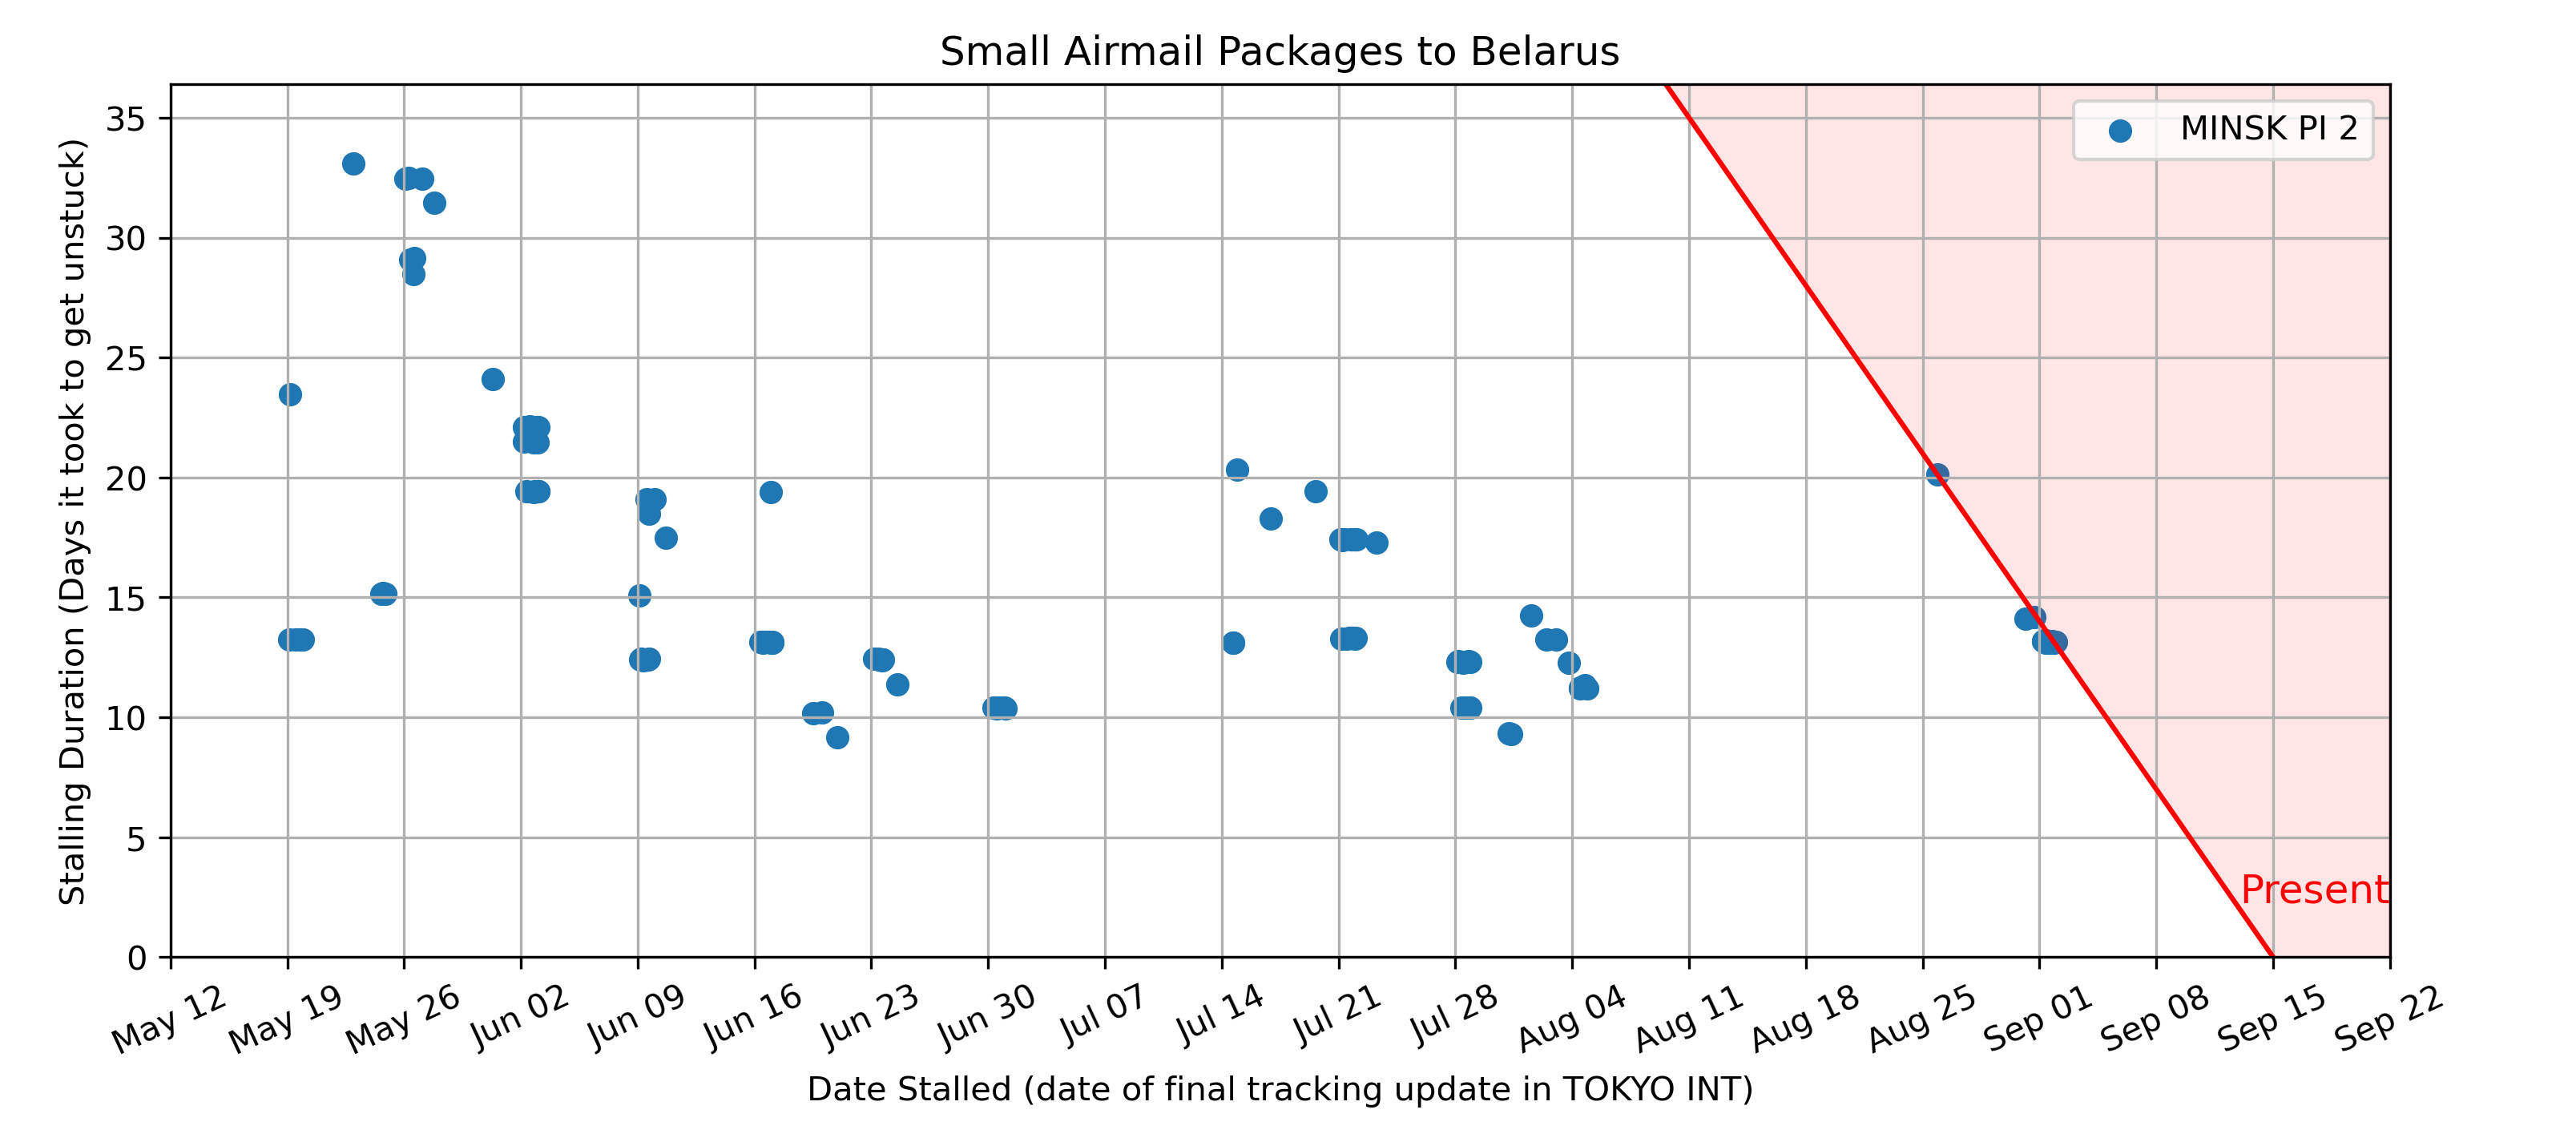 Small Airmail Packages to Belarus
Stalling Duration (Days it took to get unstuck)
35
30
25
20
15
10
5
0
MINSK PI 2
Present
May 12
May 19
May 26
Jun 02
Jun 09
Jun 16
Jun 23
Jun 30
Jul 07
Jul 14
Jul 21
Jul 28
Aug 04
Aug 11
Aug 18
Aug 25
Sep 01
Sep 08
Sep 15
Sep 22
Date Stalled (date of final tracking update in TOKYO INT)